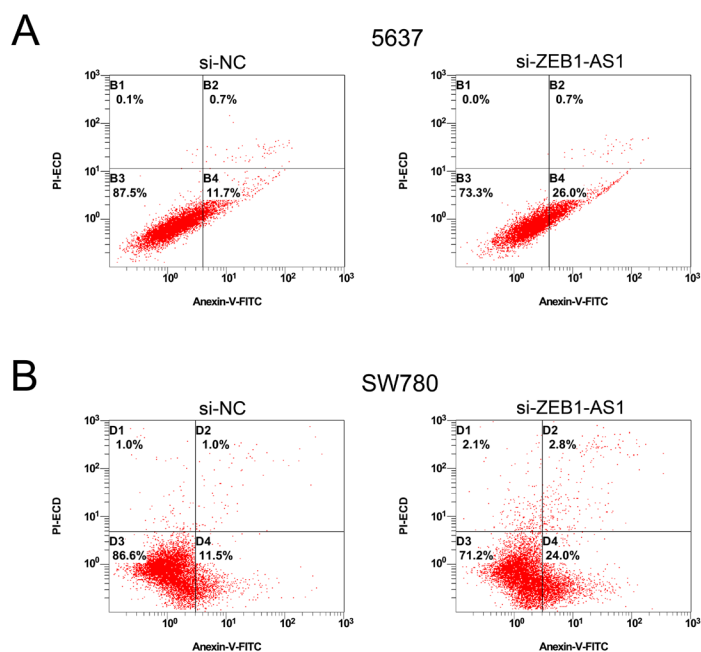 A
5637
si-NC
si-ZEB1-AS1
10³
10²
10¹
10⁰
PI-ECD
B1
0.1%
B2
0.7%
B3
87.5%
B4
11.7%
10⁰
10¹
10²
10³
Anexin-V-FITC
10³
10²
10¹
10⁰
PI-ECD
B1
0.0%
B2
0.7%
B3
73.3%
B4
26.0%
10⁰
10¹
10²
10³
Anexin-V-FITC
B
SW780
si-NC
si-ZEB1-AS1
10³
10²
10¹
10⁰
PI-ECD
D1
1.0%
D2
1.0%
D3
86.6%
D4
11.5%
10⁰
10¹
10²
10³
Anexin-V-FITC
10³
10²
10¹
10⁰
PI-ECD
D1
2.1%
D2
2.8%
D3
71.2%
D4
24.0%
10⁰
10¹
10²
10³
Anexin-V-FITC